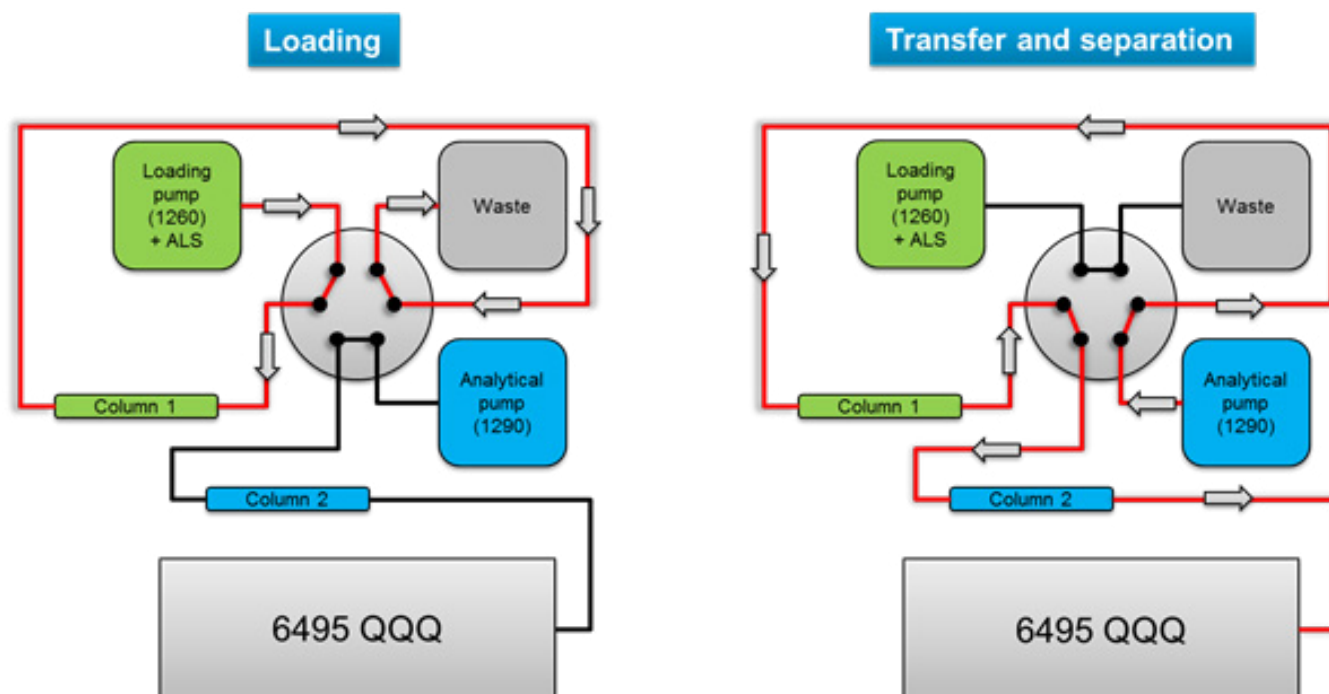 Loading
Loading
pump
(1260)
+ ALS
Waste
Analytical
pump
(1290)
Column 1
Column 2
6495 QQQ
Transfer and separation
Loading
pump
(1260)
+ ALS
Waste
Analytical
pump
(1290)
Column 1
Column 2
6495 QQQ